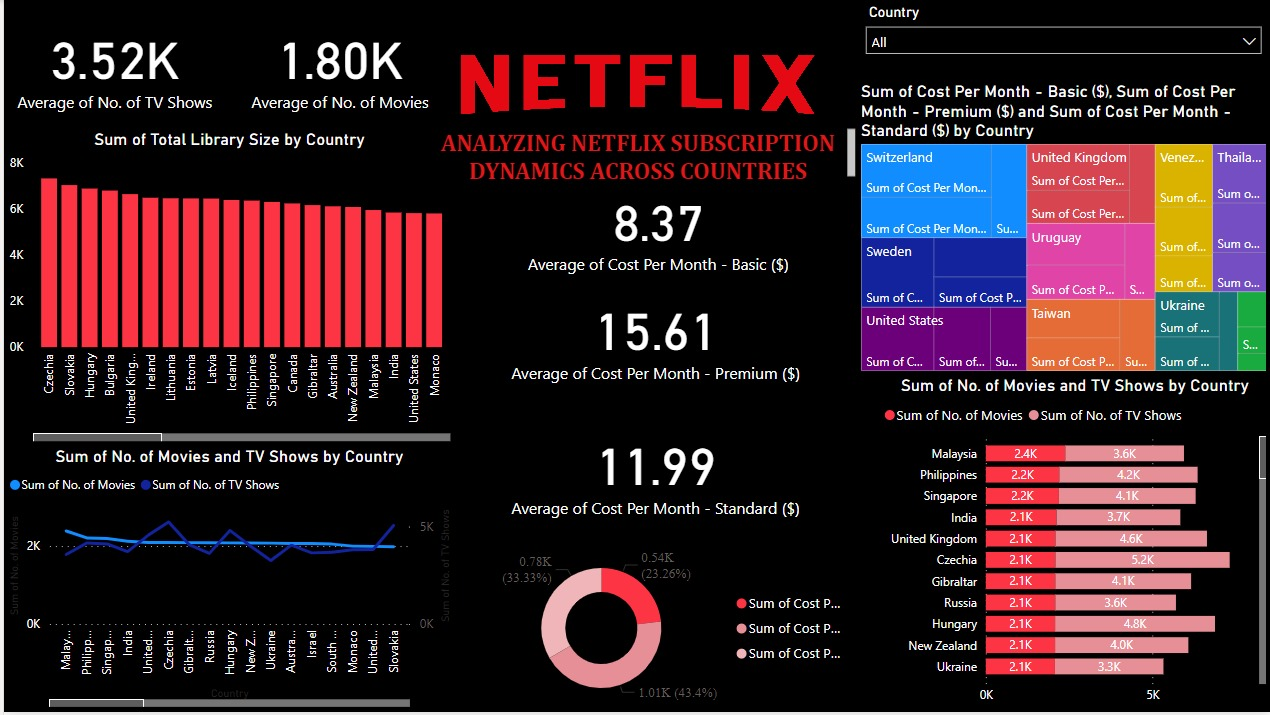 3.52K
Average of No. of TV Shows
1.80K
Average of No. of Movies
Sum of Total Library Size by Country
8K
6K
4K
2K
0K
Czechia
Slovakia
Hungary
Bulgaria
United King...
Ireland
Lithuania
Estonia
Latvia
Iceland
Philippines
Singapore
Canada
Gibraltar
Australia
New Zealand
Malaysia
India
United States
Monaco
Sum of No. of Movies and TV Shows by Country
Sum of No. of Movies Sum of No. of TV Shows
Sum of No. of Movies
2K
0K
5K
0K
Sum of No. of TV Shows
Malay...
Philipp...
Singap...
India
United...
Czechia
Gibralt...
Russia
Hungary
New Z...
Ukraine
Austra...
Israel
South ...
Monaco
United...
Slovakia
Country
NETFLIX
ANALYZING NETFLIX SUBSCRIPTION
DYNAMICS ACROSS COUNTRIES
8.37
Average of Cost Per Month - Basic ($)
15.61
Average of Cost Per Month - Premium ($)
11.99
Average of Cost Per Month - Standard ($)
0.78K
(33.33%)
0.54K
(23.26%)
1.01K (43.4%)
Sum of Cost P...
Sum of Cost P...
Sum of Cost P...
Country
All
Sum of Cost Per Month - Basic ($), Sum of Cost Per
Month - Premium ($) and Sum of Cost Per Month -
Standard ($) by Country
Switzerland
Sum of Cost Per Mon...
Sum of Cost Per Mon...
Su...
Sweden
Sum of C...
Sum of Cost P...
United States
Sum of C...
Sum of...
Su...
United Kingdom
Sum of Cost Per...
Sum of Cost Per...
Uruguay
Sum of Cost P...
S...
Taiwan
Sum of Cost P...
Su...
Venez...
Sum of...
Sum of...
Sum of...
Thaila...
Sum o...
Sum o...
Sum o...
Ukraine
Sum of ...
Sum of ...
S...
Sum of No. of Movies and TV Shows by Country
Sum of No. of Movies Sum of No. of TV Shows
Malaysia 2.4K 3.6K
Philippines 2.2K 4.2K
Singapore 2.2K 4.1K
India 2.1K 3.7K
United Kingdom 2.1K 4.6K
Czechia 2.1K 5.2K
Gibraltar 2.1K 4.1K
Russia 2.1K 3.6K
Hungary 2.1K 4.8K
New Zealand 2.1K 4.0K
Ukraine 2.1K 3.3K
0K 5K